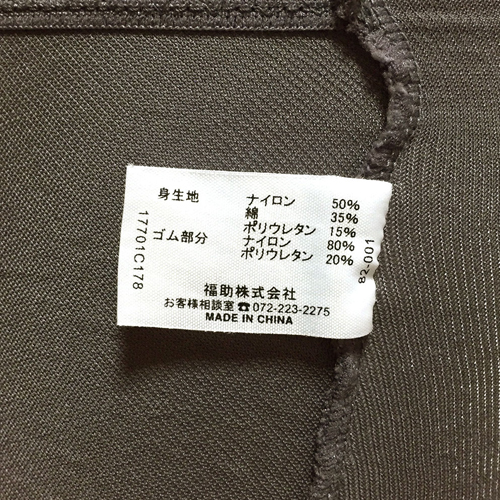 身生地 ナイロン 50%
綿 35%
ポリウレタン 15%
ゴム部分 ナイロン 80%
ポリウレタン 20%
福助株式会社
お客様相談室☎072-223-2275
MADE IN CHINA
17701C178
82-001